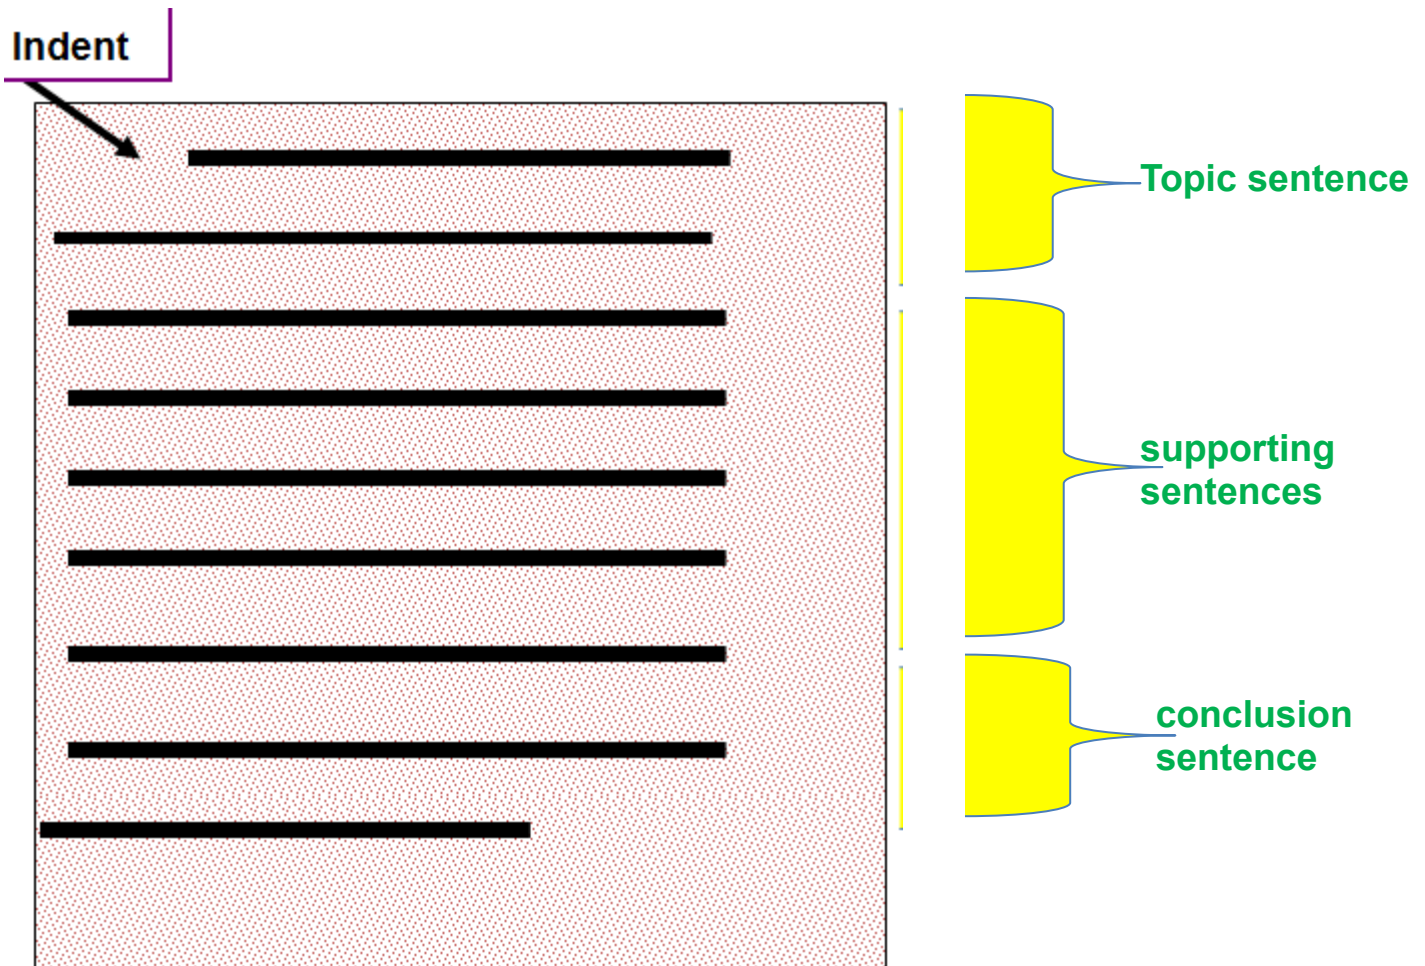 Indent
Topic sentence
supporting
sentences
conclusion
sentence